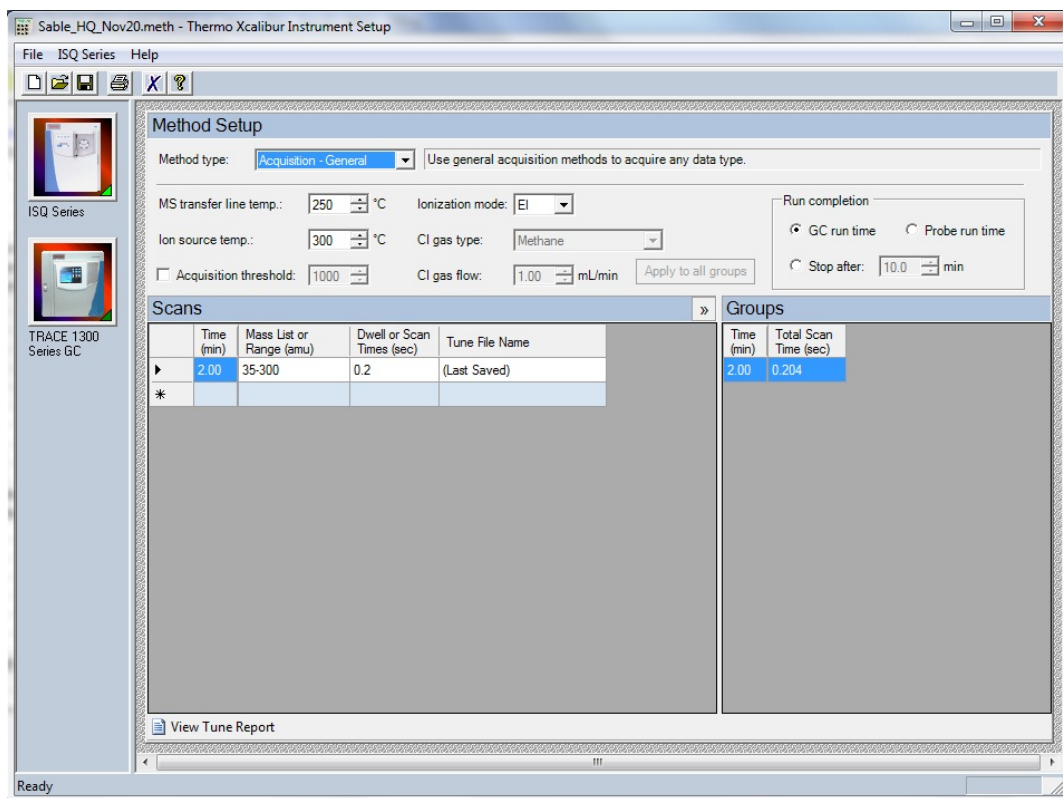 Sable_HQ_Nov20.meth - Thermo Xcalibur Instrument Setup
File ISQ Series Help
Method Setup
Method type: Acquisition - General Use general acquisition methods to acquire any data type.
MS transfer line temp.: 250 °C Ionization mode: EI
Run completion
GC run time Probe run time
Ion source temp.: 300 °C CI gas type: Methane
Stop after: 10.0 min
Acquisition threshold: 1000 CI gas flow: 1.00 mL/min Apply to all groups
ISQ Series
TRACE 1300
Series GC
Scans »
Time (min) Mass List or Range (amu) Dwell or Scan Times (sec) Tune File Name
2.00 35-300 0.2 (Last Saved)
*
Groups
Time (min) Total Scan Time (sec)
2.00 0.204
View Tune Report
Ready